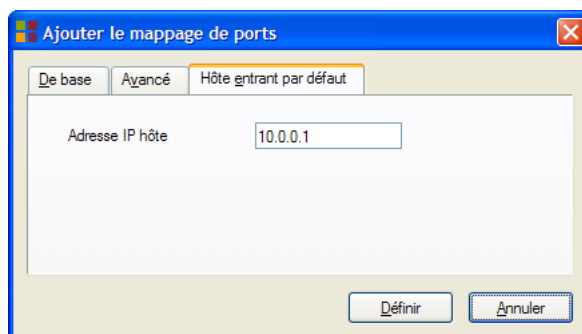 Ajouter le mappage de ports
De base Avancé Hôte entrant par défaut
Adresse IP hôte 10.0.0.1
Définir Annuler